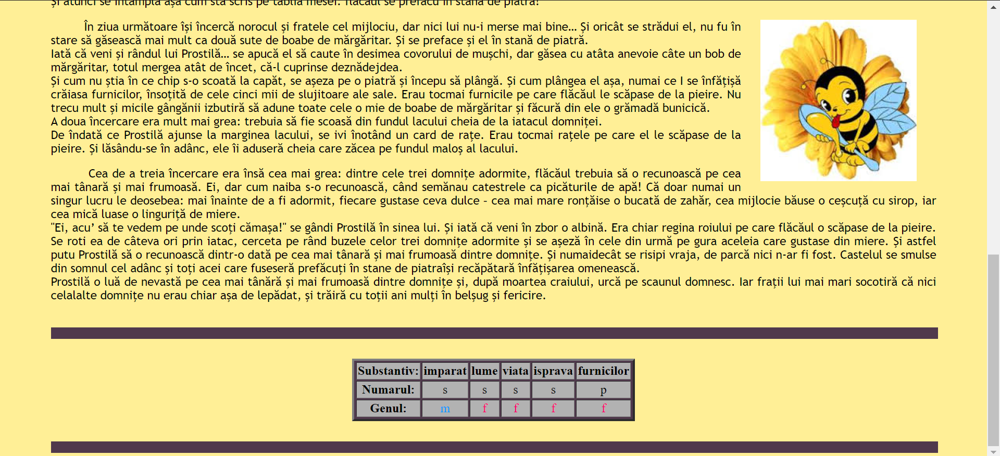 Și atunci se întâmplă așa cum sta scris pe tăblia mesei: flăcăul se prefăcu în stană de piatră!
În ziua următoare își încercă norocul și fratele cel mijlociu, dar nici lui nu-i merse mai bine… Și oricât se strădui el, nu fu în
stare să găsească mai mult ca două sute de boabe de mărgăritar. Și se preface și el în stană de piatră.
Iată că veni și rândul lui Prostilă… se apucă el să caute în desimea covorului de mușchi, dar găsea cu atâta anevoie câte un bob de
mărgăritar, totul mergea atât de încet, că-l cuprinse deznădejdea.
Și cum nu știa în ce chip s-o scoată la capăt, se așeza pe o piatră și începu să plângă. Și cum plângea el așa, numai ce I se înfățișă
crăiasa furnicilor, însoțită de cele cinci mii de slujitoare ale sale. Erau tocmai furnicile pe care flăcăul le scăpase de la pieire. Nu
trecu mult și micile gângănii izbutiră să adune toate cele o mie de boabe de mărgăritar și făcură din ele o grămadă bunicică.
A doua încercare era mult mai grea: trebuia să fie scoasă din fundul lacului cheia de la iatacul domniței.
De îndată ce Prostilă ajunse la marginea lacului, se ivi înotând un card de rațe. Erau tocmai rațele pe care el le scăpase de la
pieire. Și lăsându-se în adânc, ele îi aduseră cheia care zăcea pe fundul maloș al lacului.
Cea de a treia încercare era însă cea mai grea: dintre cele trei domnițe adormite, flăcăul trebuia să o recunoască pe cea
mai tânară și mai frumoasă. Ei, dar cum naiba s-o recunoască, când semănau catestrele ca picăturile de apă! Că doar numai un
singur lucru le deosebea: mai înainte de a fi adormit, fiecare gustase ceva dulce – cea mai mare ronțăise o bucată de zahăr, cea mijlocie băuse o ceșcuță cu sirop, iar
cea mică luase o linguriță de miere.
"Ei, acu’ să te vedem pe unde scoți cămașa!" se gândi Prostilă în sinea lui. Și iată că veni în zbor o albină. Era chiar regina roiului pe care flăcăul o scăpase de la pieire.
Se roti ea de câteva ori prin iatac, cerceta pe rând buzele celor trei domnițe adormite și se așeză în cele din urmă pe gura aceleia care gustase din miere. Și astfel
putu Prostilă să o recunoască dintr-o dată pe cea mai tânară și mai frumoasă dintre domnițe. Și numaidecât se risipi vraja, de parcă nici n-ar fi fost. Castelul se smulse
din somnul cel adânc și toți acei care fuseseră prefăcuți în stane de piatraîși recăpătară înfățișarea omenească.
Prostilă o luă de nevastă pe cea mai tânără și mai frumoasă dintre domnițe și, după moartea craiului, urcă pe scaunul domnesc. Iar frații lui mai mari socotiră că nici
celalalte domnițe nu erau chiar așa de lepădat, și trăiră cu toții ani mulți în belșug și fericire.
Substantiv: imparat lume viata isprava furnicilor
Numarul: s s s s p
Genul: m f f f f